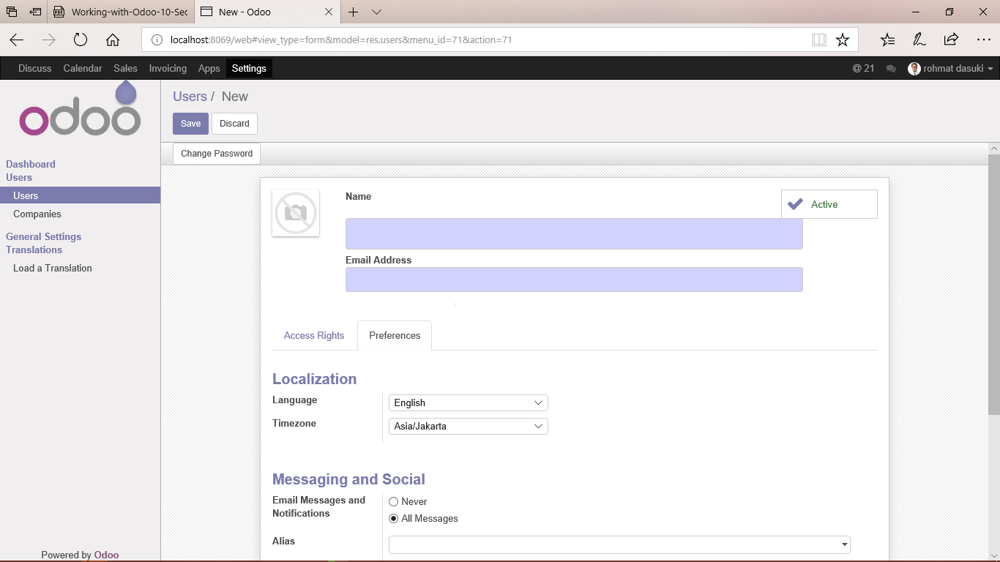 Working-with-Odoo-10-Sec
New - Odoo
localhost:8069/web#view_type=form&model=res.users&menu_id=71&action=71
Discuss Calendar Sales Invoicing Apps Settings
@ 21 rohmat dasuki
odoo
Users / New
Save Discard
Change Password
Dashboard
Users
Users
Companies
General Settings
Translations
Load a Translation
Powered by Odoo
Name
Active
Email Address
Access Rights Preferences
Localization
Language English
Timezone Asia/Jakarta
Messaging and Social
Email Messages and
Notifications
Never
All Messages
Alias